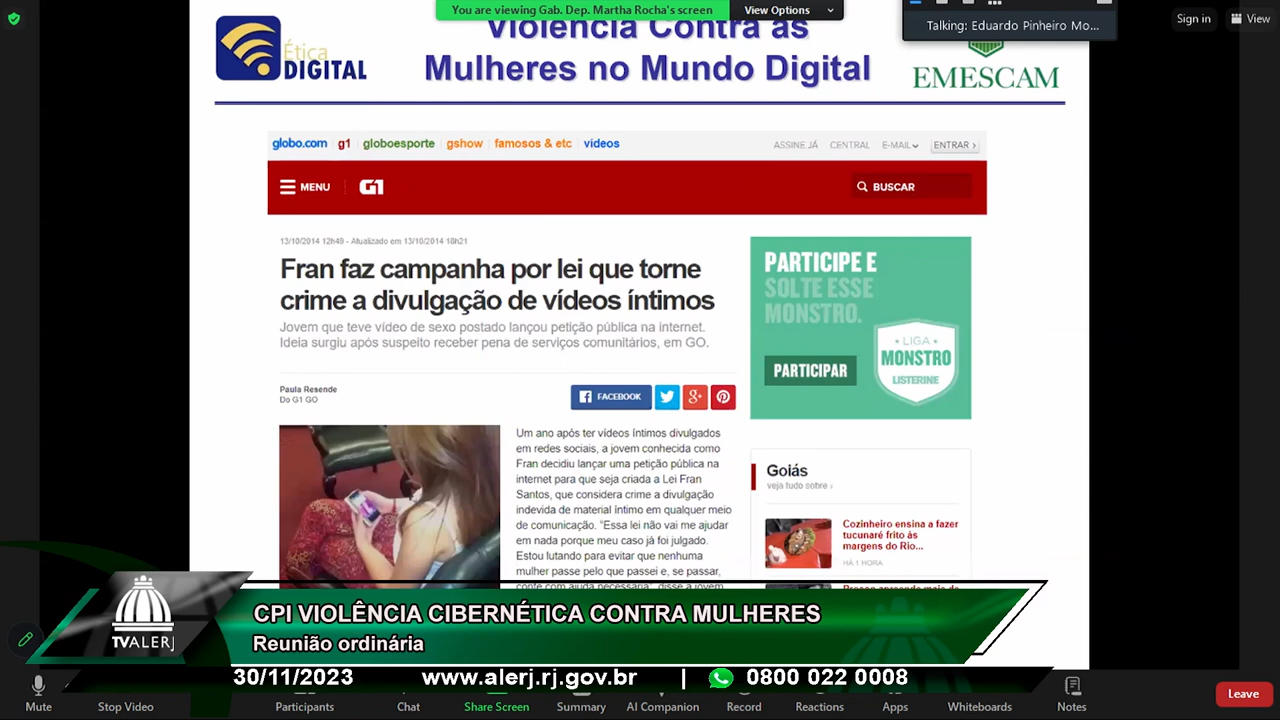 You are viewing Gab. Dep. Martha Rocha's screen
View Options
Talking: Eduardo Pinheiro Mo...
Sign in
View
Ética
DIGITAL
Violência Contra as
Mulheres no Mundo Digital
EMESCAM
globo.com g1 globoesporte gshow famosos & etc vídeos
ASSINE JÁ CENTRAL E-MAIL ENTRAR ›
MENU
G1
BUSCAR
13/10/2014 12h49 - Atualizado em 13/10/2014 18h21
Fran faz campanha por lei que torne
crime a divulgação de vídeos íntimos
Jovem que teve vídeo de sexo postado lançou petição pública na internet.
Ideia surgiu após suspeito receber pena de serviços comunitários, em GO.
Paula Resende
Do G1 GO
FACEBOOK
g+
Um ano após ter vídeos íntimos divulgados
em redes sociais, a jovem conhecida como
Fran decidiu lançar uma petição pública na
internet para que seja criada a Lei Fran
Santos, que considera crime a divulgação
indevida de material íntimo em qualquer meio
de comunicação. "Essa lei não vai me ajudar
em nada porque meu caso já foi julgado.
Estou lutando para evitar que nenhuma
mulher passe pelo que passei e, se passar,
conte com ajuda necessária", disse a jovem
PARTICIPE E
SOLTE ESSE
MONSTRO.
PARTICIPAR
LIGA
MONSTRO
LISTERINE
Goiás
veja tudo sobre ›
Cozinheiro ensina a fazer
tucunaré frito às
margens do Rio...
HÁ 1 HORA
TVALERJ
CPI VIOLÊNCIA CIBERNÉTICA CONTRA MULHERES
Reunião ordinária
30/11/2023 www.alerj.rj.gov.br | 0800 022 0008
Mute
Stop Video
Participants
Chat
Share Screen
Summary
AI Companion
Record
Reactions
Apps
Whiteboards
Notes
Leave